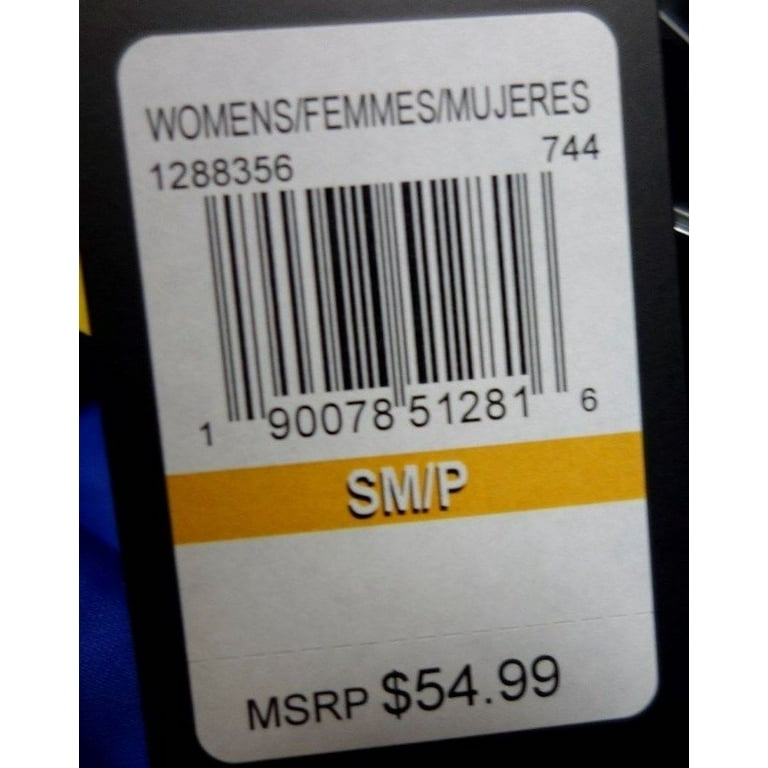 WOMENS/FEMMES/MUJERES
1288356 744
1 90078 51281 6
SM/P
MSRP $54.99